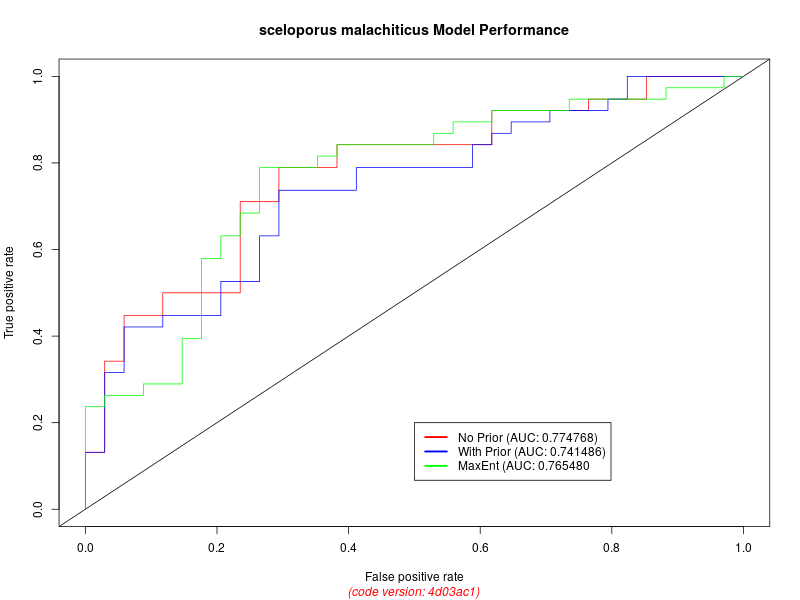 sceloporus malachiticus Model Performance
1.0
0.8
0.6
0.4
0.2
0.0
True positive rate
No Prior (AUC: 0.774768)
With Prior (AUC: 0.741486)
MaxEnt (AUC: 0.765480
0.0 0.2 0.4 0.6 0.8 1.0
False positive rate
(code version: 4d03ac1)